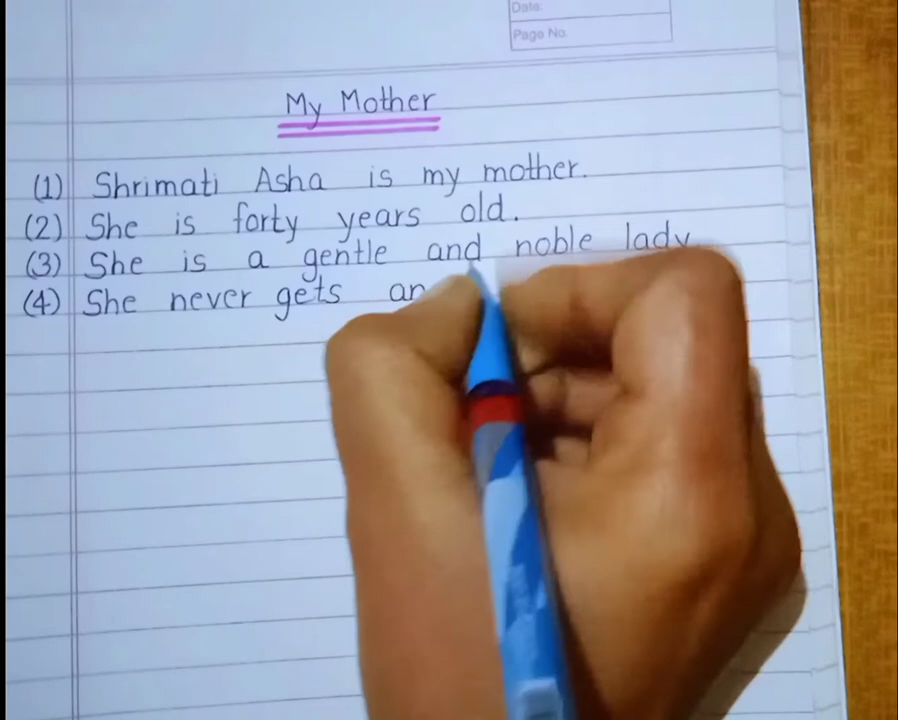 Date:
Page No.
My Mother
(1) Shrimati Asha is my mother.
(2) She is forty years old.
(3) She is a gentle and noble lady
(4) She never gets an